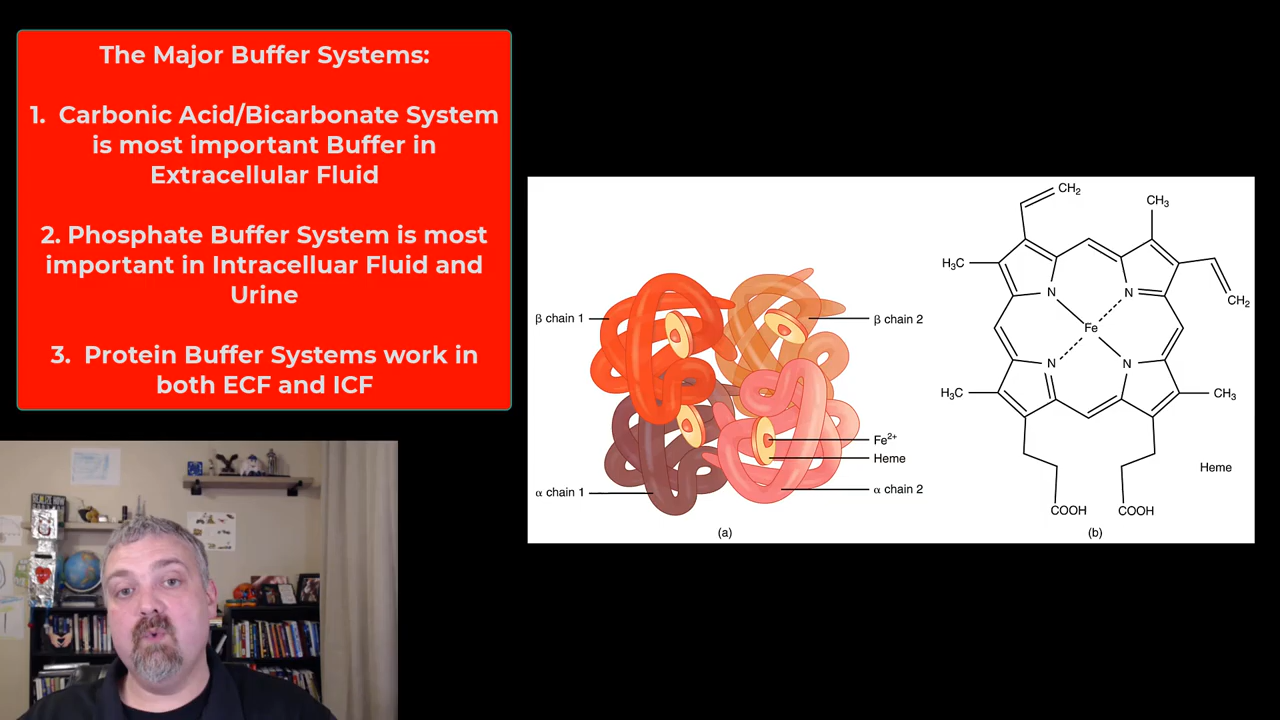 The Major Buffer Systems:
1. Carbonic Acid/Bicarbonate System
is most important Buffer in
Extracellular Fluid
2. Phosphate Buffer System is most
important in Intracelluar Fluid and
Urine
3. Protein Buffer Systems work in
both ECF and ICF
β chain 1
β chain 2
Fe²⁺
Heme
α chain 1
α chain 2
(a)
CH₂
CH₃
H₃C
N
N
CH₂
Fe
N
N
H₃C
CH₃
Heme
COOH
COOH
(b)